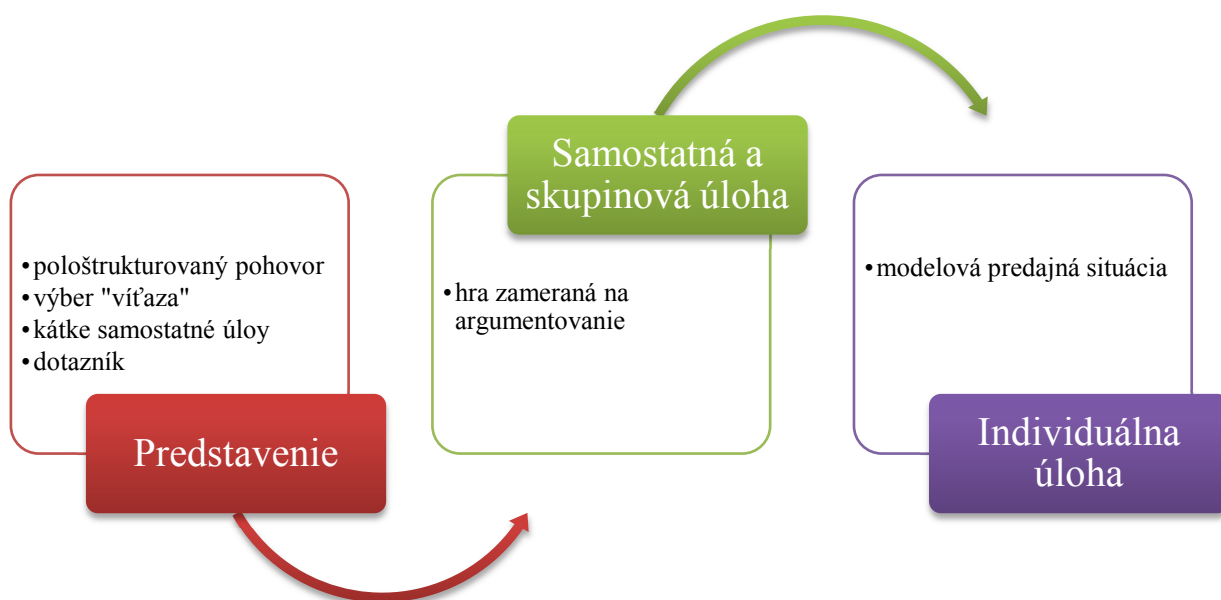 •pološtrukturovaný pohovor
•výber "víťaza"
•kátke samostatné úloy
•dotazník
Predstavenie
Samostatná a
skupinová úloha
•hra zameraná na
argumentovanie
•modelová predajná situácia
Individuálna
úloha